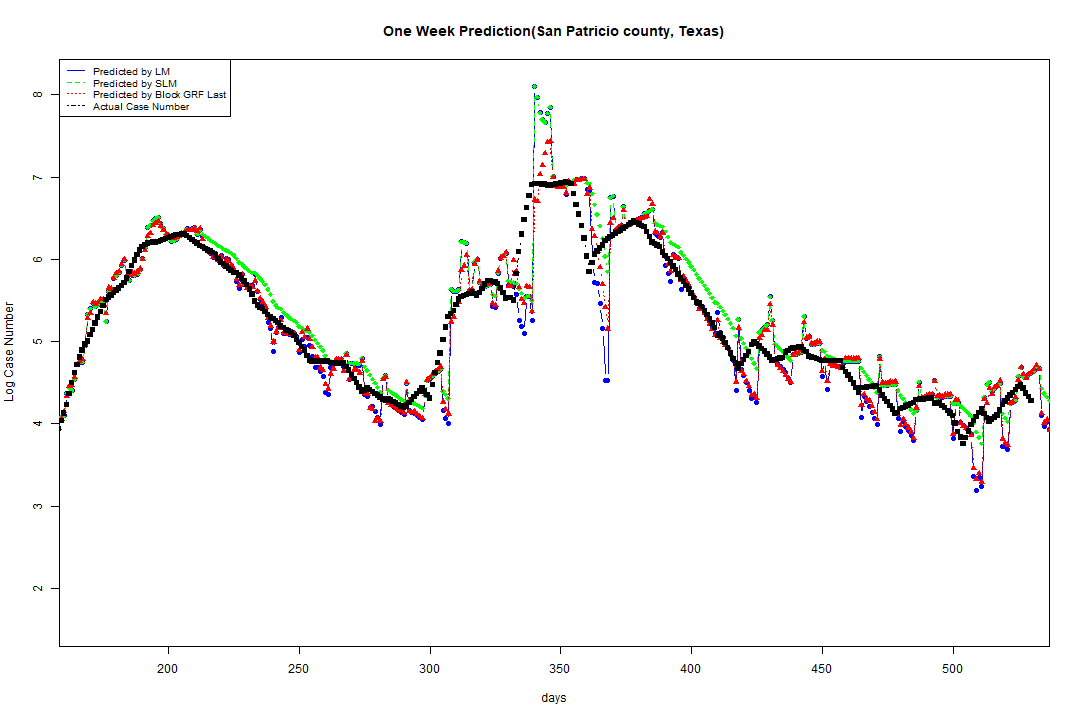 One Week Prediction(San Patricio county, Texas)
Predicted by LM
Predicted by SLM
Predicted by Block GRF Last
Actual Case Number
8
7
6
5
4
3
2
Log Case Number
200 250 300 350 400 450 500
days